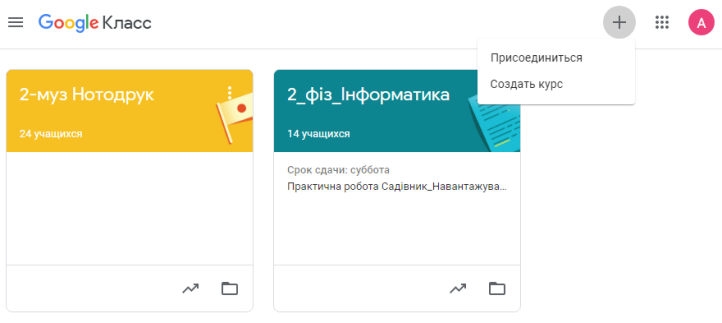 Google Класс
A
Присоединиться
Создать курс
2-муз Нотодрук
24 учащихся
2_фіз_Інформатика
14 учащихся
Срок сдачи: суббота
Практична робота Садівник_Навантажува...